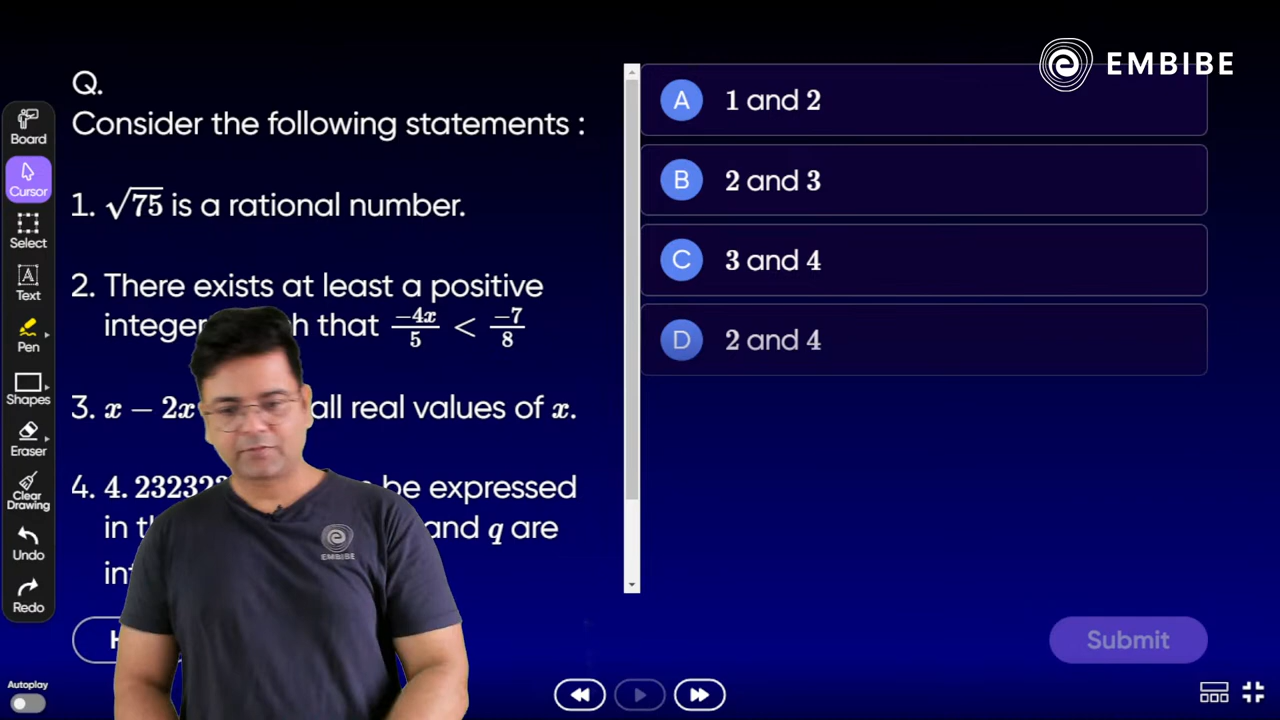 EMBIBE
Q.
Consider the following statements :
1. √75 is a rational number.
2. There exists at least a positive
integer h that −4x/5 < −7/8
3. x − 2x all real values of x.
4. 4.232323 be expressed
in and q are
Board
Cursor
Select
Text
Pen
Shapes
Eraser
Clear
Drawing
Undo
Redo
Autoplay
A 1 and 2
B 2 and 3
C 3 and 4
D 2 and 4
EMBIBE
Submit